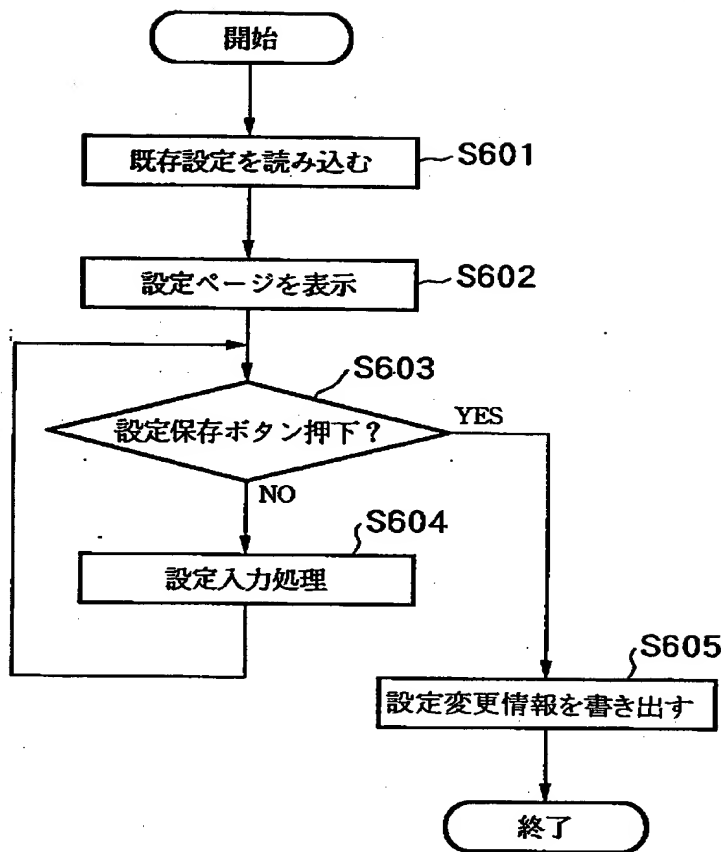 開始
既存設定を読み込む
S601
設定ページを表示
S602
S603
設定保存ボタン押下？
YES
NO
S604
設定入力処理
S605
設定変更情報を書き出す
終了